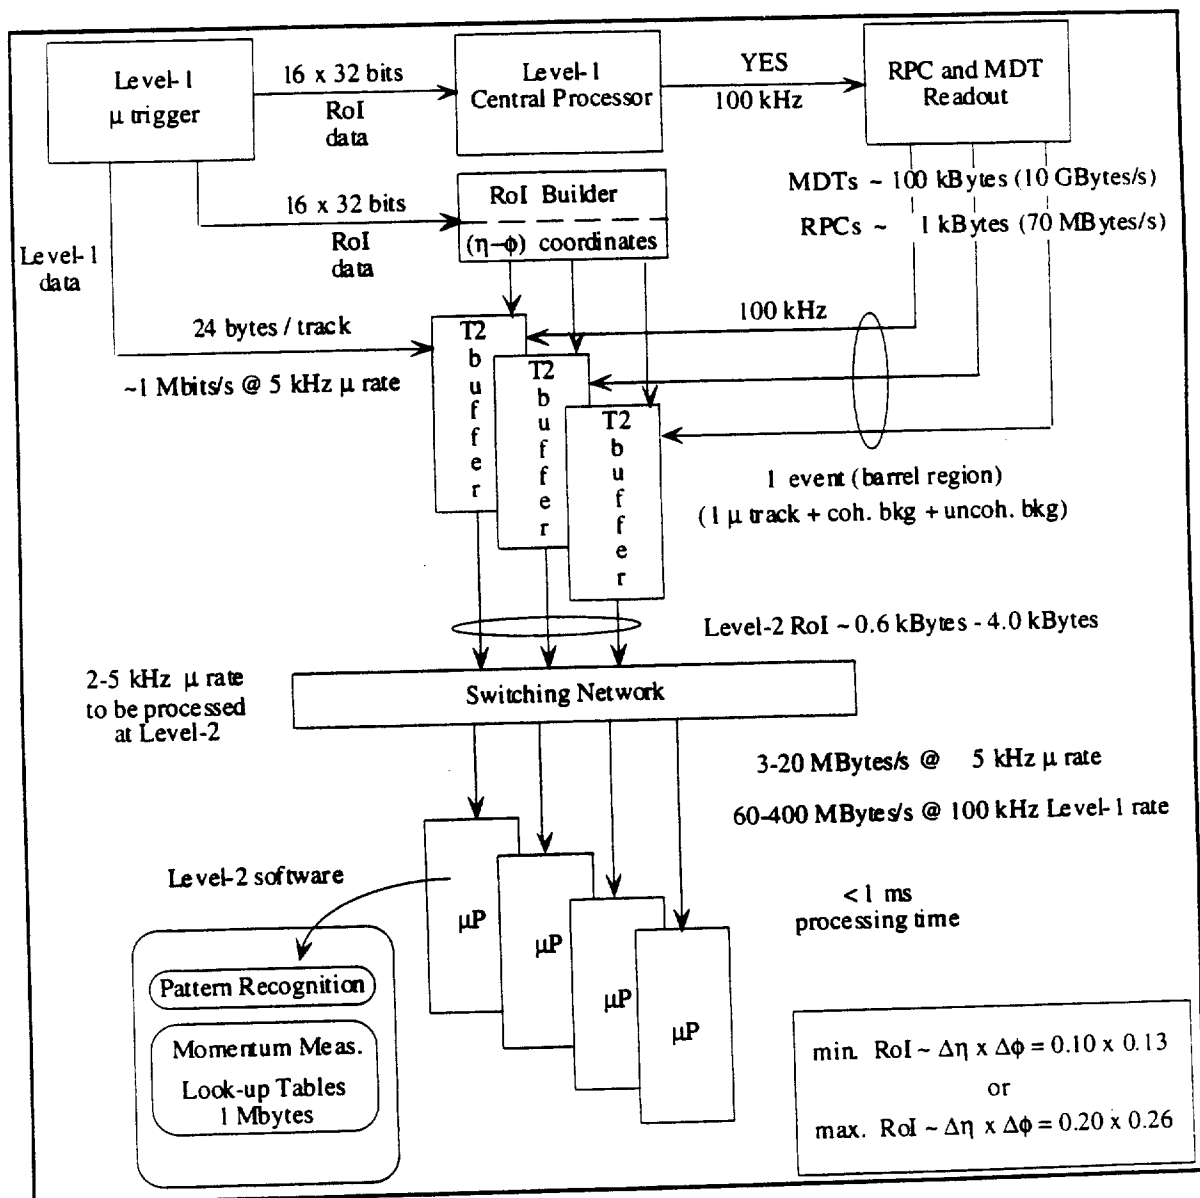 Level-1
μ trigger
16 x 32 bits
RoI
data
Level-1
Central Processor
YES
100 kHz
RPC and MDT
Readout
MDTs ~ 100 kBytes (10 GBytes/s)
RPCs ~ 1 kBytes (70 MBytes/s)
16 x 32 bits
RoI
data
RoI Builder
(η-ϕ) coordinates
Level-1
data
24 bytes / track
~1 Mbits/s @ 5 kHz μ rate
100 kHz
T2
b
u
f
f
e
r
T2
b
u
f
f
e
r
T2
b
u
f
f
e
r
1 event (barrel region)
(1 μ track + coh. bkg + uncoh. bkg)
Level-2 RoI ~ 0.6 kBytes - 4.0 kBytes
2-5 kHz μ rate
to be processed
at Level-2
Switching Network
3-20 MBytes/s @ 5 kHz μ rate
60-400 MBytes/s @ 100 kHz Level-1 rate
Level-2 software
μP
μP
μP
μP
< 1 ms
processing time
Pattern Recognition
Momentum Meas.
Look-up Tables
1 Mbytes
min. RoI ~ Δη x Δϕ = 0.10 x 0.13
or
max. RoI ~ Δη x Δϕ = 0.20 x 0.26